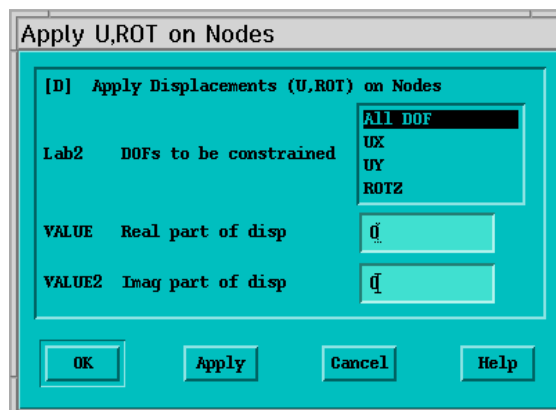 Apply U,ROT on Nodes
[D] Apply Displacements (U,ROT) on Nodes
Lab2 DOFs to be constrained
All DOF
UX
UY
ROTZ
VALUE Real part of disp 0
VALUE2 Imag part of disp 0
OK Apply Cancel Help